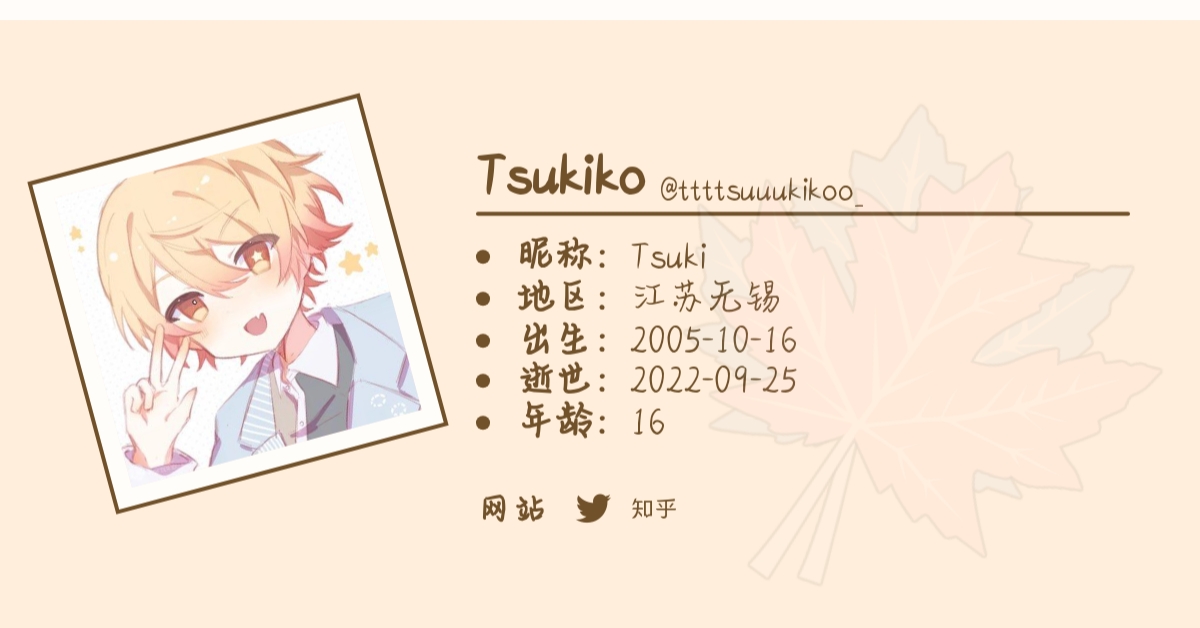 Tsukiko @ttttsuuukikoo_
• 昵称：Tsuki
• 地区：江苏无锡
• 出生：2005-10-16
• 逝世：2022-09-25
• 年龄：16
网站 知乎